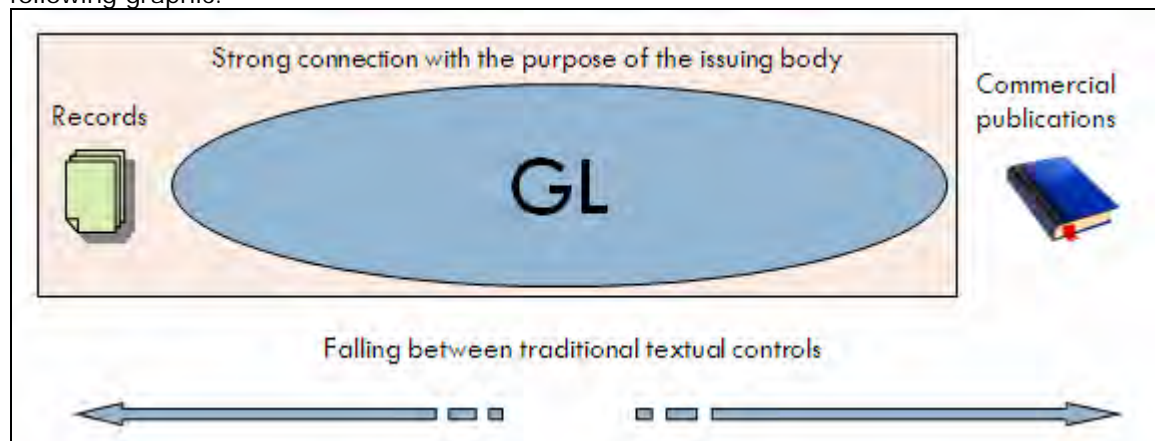 following graphic.
Strong connection with the purpose of the issuing body
Records
Commercial
publications
GL
Falling between traditional textual controls